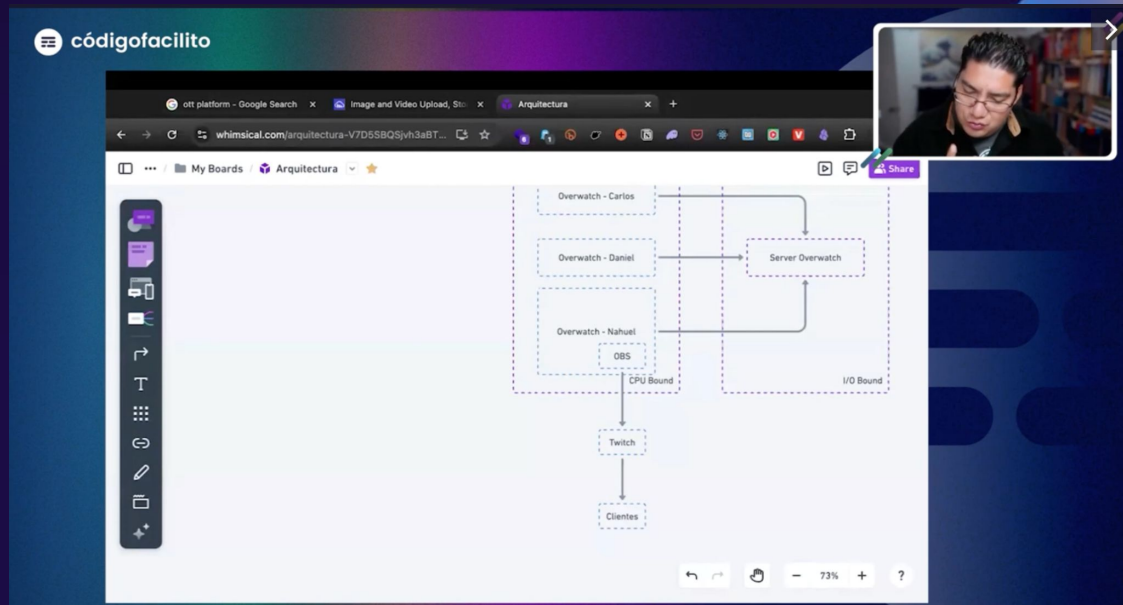 códigofacilito
ott platform - Google Search
Image and Video Upload, Sto
Arquitectura
whimsical.com/arquitectura-V7D5SBQSjvh3aBT...
My Boards / Arquitectura
Share
Overwatch - Carlos
Overwatch - Daniel
Server Overwatch
Overwatch - Nahuel
OBS
CPU Bound
I/O Bound
Twitch
Clientes
73%